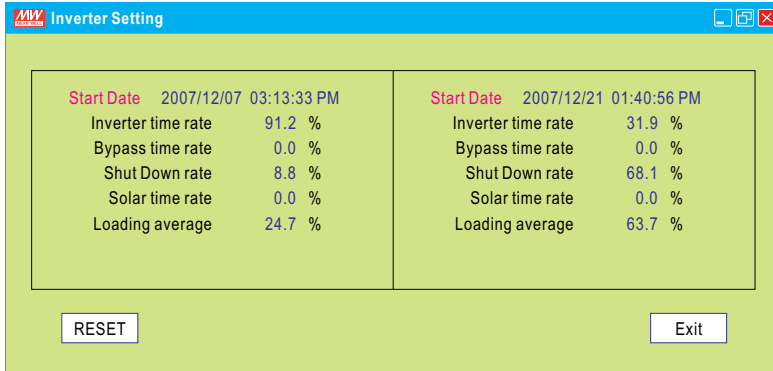 MW MEAN WELL Inverter Setting
Start Date 2007/12/07 03:13:33 PM
Inverter time rate 91.2 %
Bypass time rate 0.0 %
Shut Down rate 8.8 %
Solar time rate 0.0 %
Loading average 24.7 %
Start Date 2007/12/21 01:40:56 PM
Inverter time rate 31.9 %
Bypass time rate 0.0 %
Shut Down rate 68.1 %
Solar time rate 0.0 %
Loading average 63.7 %
RESET
Exit